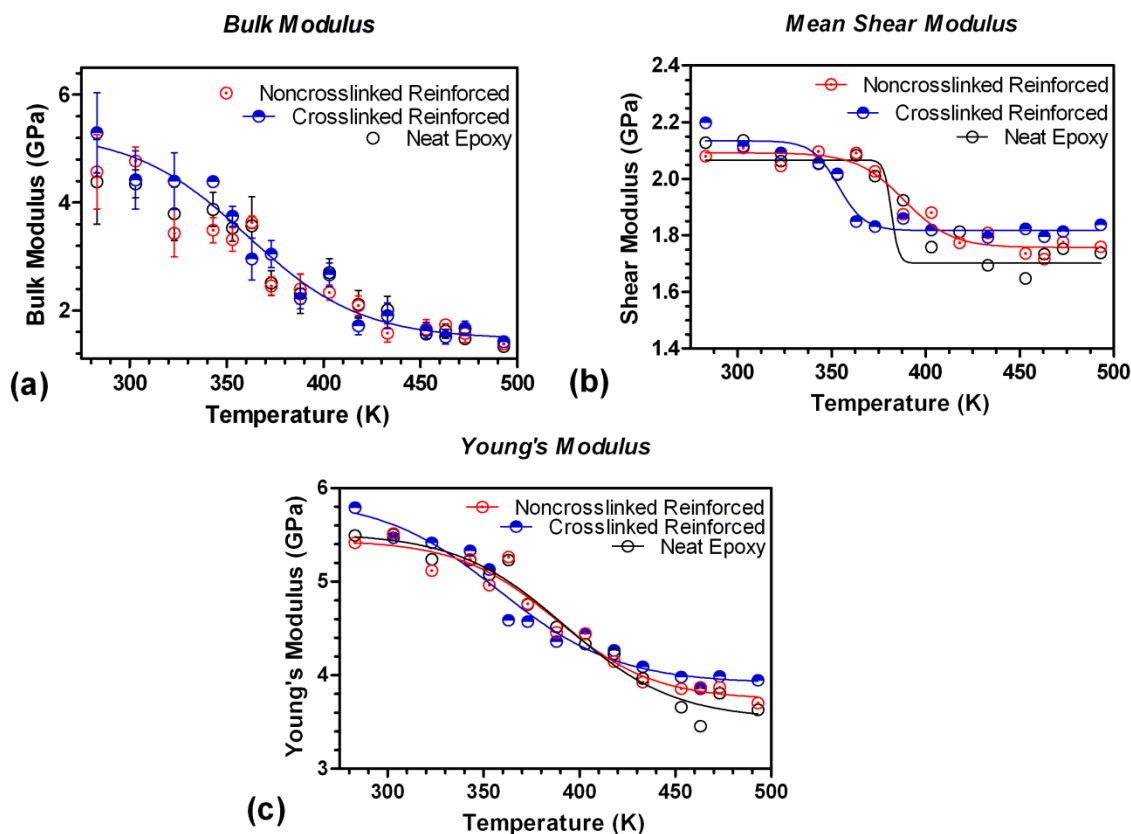 Bulk Modulus
Noncrosslinked Reinforced
Crosslinked Reinforced
Neat Epoxy
Bulk Modulus (GPa)
6
4
2
300
350
400
450
500
Temperature (K)
(a)
Mean Shear Modulus
Noncrosslinked Reinforced
Crosslinked Reinforced
Neat Epoxy
Shear Modulus (GPa)
2.4
2.2
2.0
1.8
1.6
1.4
300
350
400
450
500
Temperature (K)
(b)
Young's Modulus
Noncrosslinked Reinforced
Crosslinked Reinforced
Neat Epoxy
Young's Modulus (GPa)
6
5
4
3
300
350
400
450
500
Temperature (K)
(c)